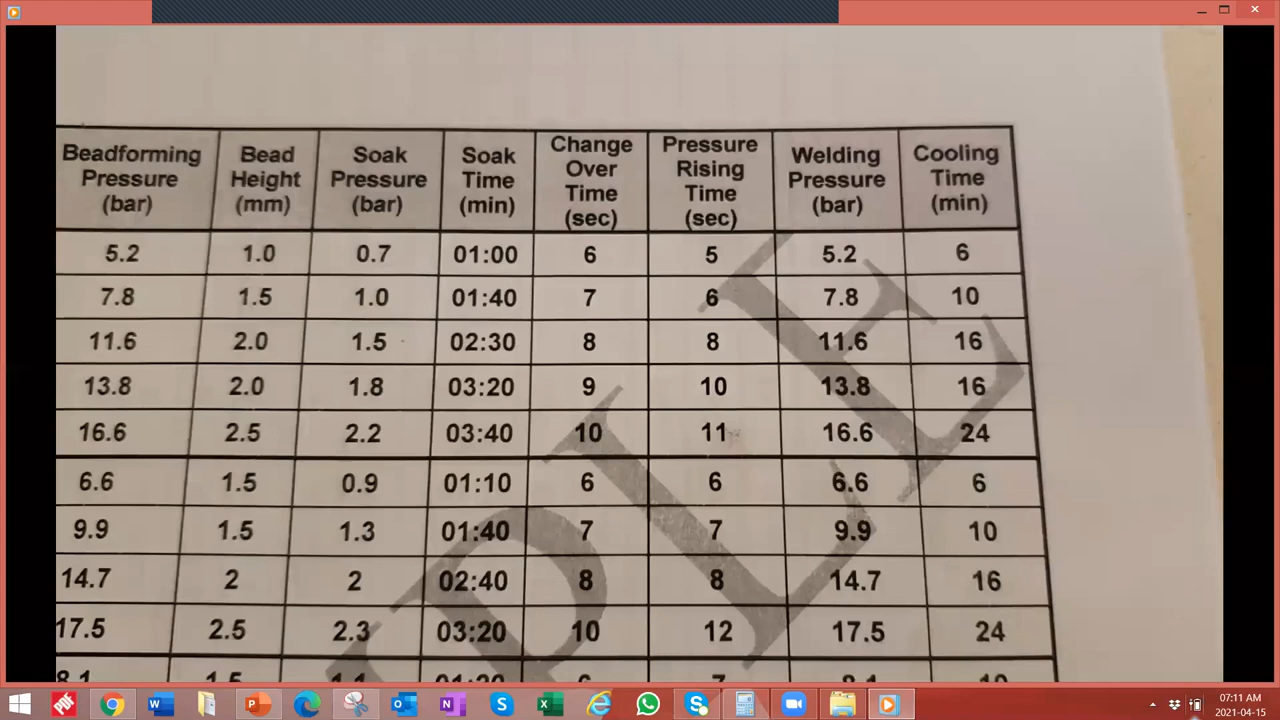 Beadforming Pressure (bar) Bead Height (mm) Soak Pressure (bar) Soak Time (min) Change Over Time (sec) Pressure Rising Time (sec) Welding Pressure (bar) Cooling Time (min)
5.2 1.0 0.7 01:00 6 5 5.2 6
7.8 1.5 1.0 01:40 7 6 7.8 10
11.6 2.0 1.5 02:30 8 8 11.6 16
13.8 2.0 1.8 03:20 9 10 13.8 16
16.6 2.5 2.2 03:40 10 11 16.6 24
6.6 1.5 0.9 01:10 6 6 6.6 6
9.9 1.5 1.3 01:40 7 7 9.9 10
14.7 2 2 02:40 8 8 14.7 16
17.5 2.5 2.3 03:20 10 12 17.5 24
PLE
07:11 AM
2021-04-15